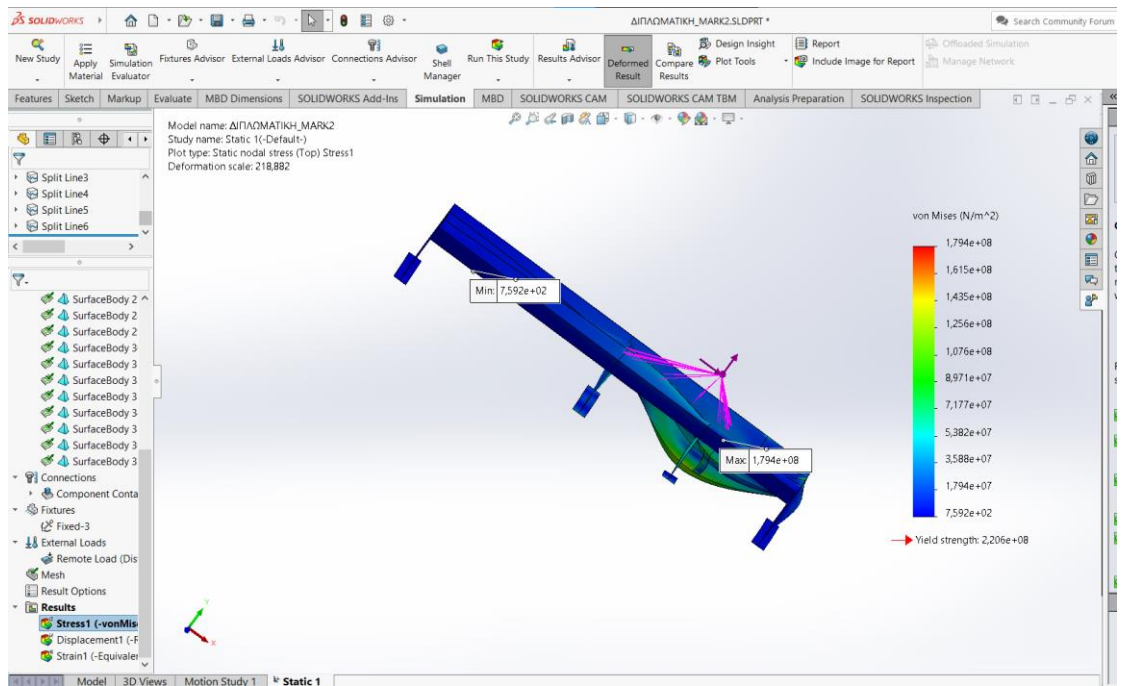 SOLIDWORKS
ΔΙΠΛΩΜΑΤΙΚΗ_MARK2.SLDPRT *
Search Community Forum
New Study
Apply Material
Simulation Evaluator
Fixtures Advisor
External Loads Advisor
Connections Advisor
Shell Manager
Run This Study
Results Advisor
Deformed Result
Compare Results
Design Insight
Plot Tools
Report
Include Image for Report
Offloaded Simulation
Manage Network
Features Sketch Markup Evaluate MBD Dimensions SOLIDWORKS Add-Ins Simulation MBD SOLIDWORKS CAM SOLIDWORKS CAM TBM Analysis Preparation SOLIDWORKS Inspection
Split Line3
Split Line4
Split Line5
Split Line6
SurfaceBody 2
SurfaceBody 2
SurfaceBody 2
SurfaceBody 3
SurfaceBody 3
SurfaceBody 3
SurfaceBody 3
SurfaceBody 3
SurfaceBody 3
SurfaceBody 3
SurfaceBody 3
Connections
Component Conta
Fixtures
Fixed-3
External Loads
Remote Load (Dis
Mesh
Result Options
Results
Stress1 (-vonMis
Displacement1 (-F
Strain1 (-Equivaler
Model name: ΔΙΠΛΩΜΑΤΙΚΗ_MARK2
Study name: Static 1(-Default-)
Plot type: Static nodal stress (Top) Stress1
Deformation scale: 218,882
Min: 7,592e+02
Max: 1,794e+08
von Mises (N/m^2)
1,794e+08
1,615e+08
1,435e+08
1,256e+08
1,076e+08
8,971e+07
7,177e+07
5,382e+07
3,588e+07
1,794e+07
7,592e+02
Yield strength: 2,206e+08
Y
X
Model 3D Views Motion Study 1 Static 1